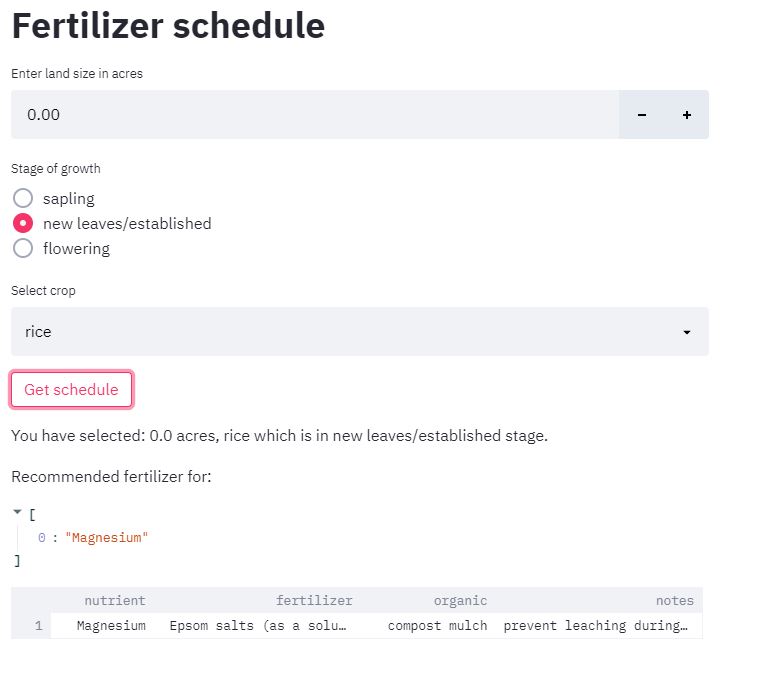 Fertilizer schedule
Enter land size in acres
0.00 − +
Stage of growth
sapling
new leaves/established
flowering
Select crop
rice
Get schedule
You have selected: 0.0 acres, rice which is in new leaves/established stage.
Recommended fertilizer for:
[
0 : "Magnesium"
]
nutrient fertilizer organic notes
1 Magnesium Epsom salts (as a solu… compost mulch prevent leaching during…